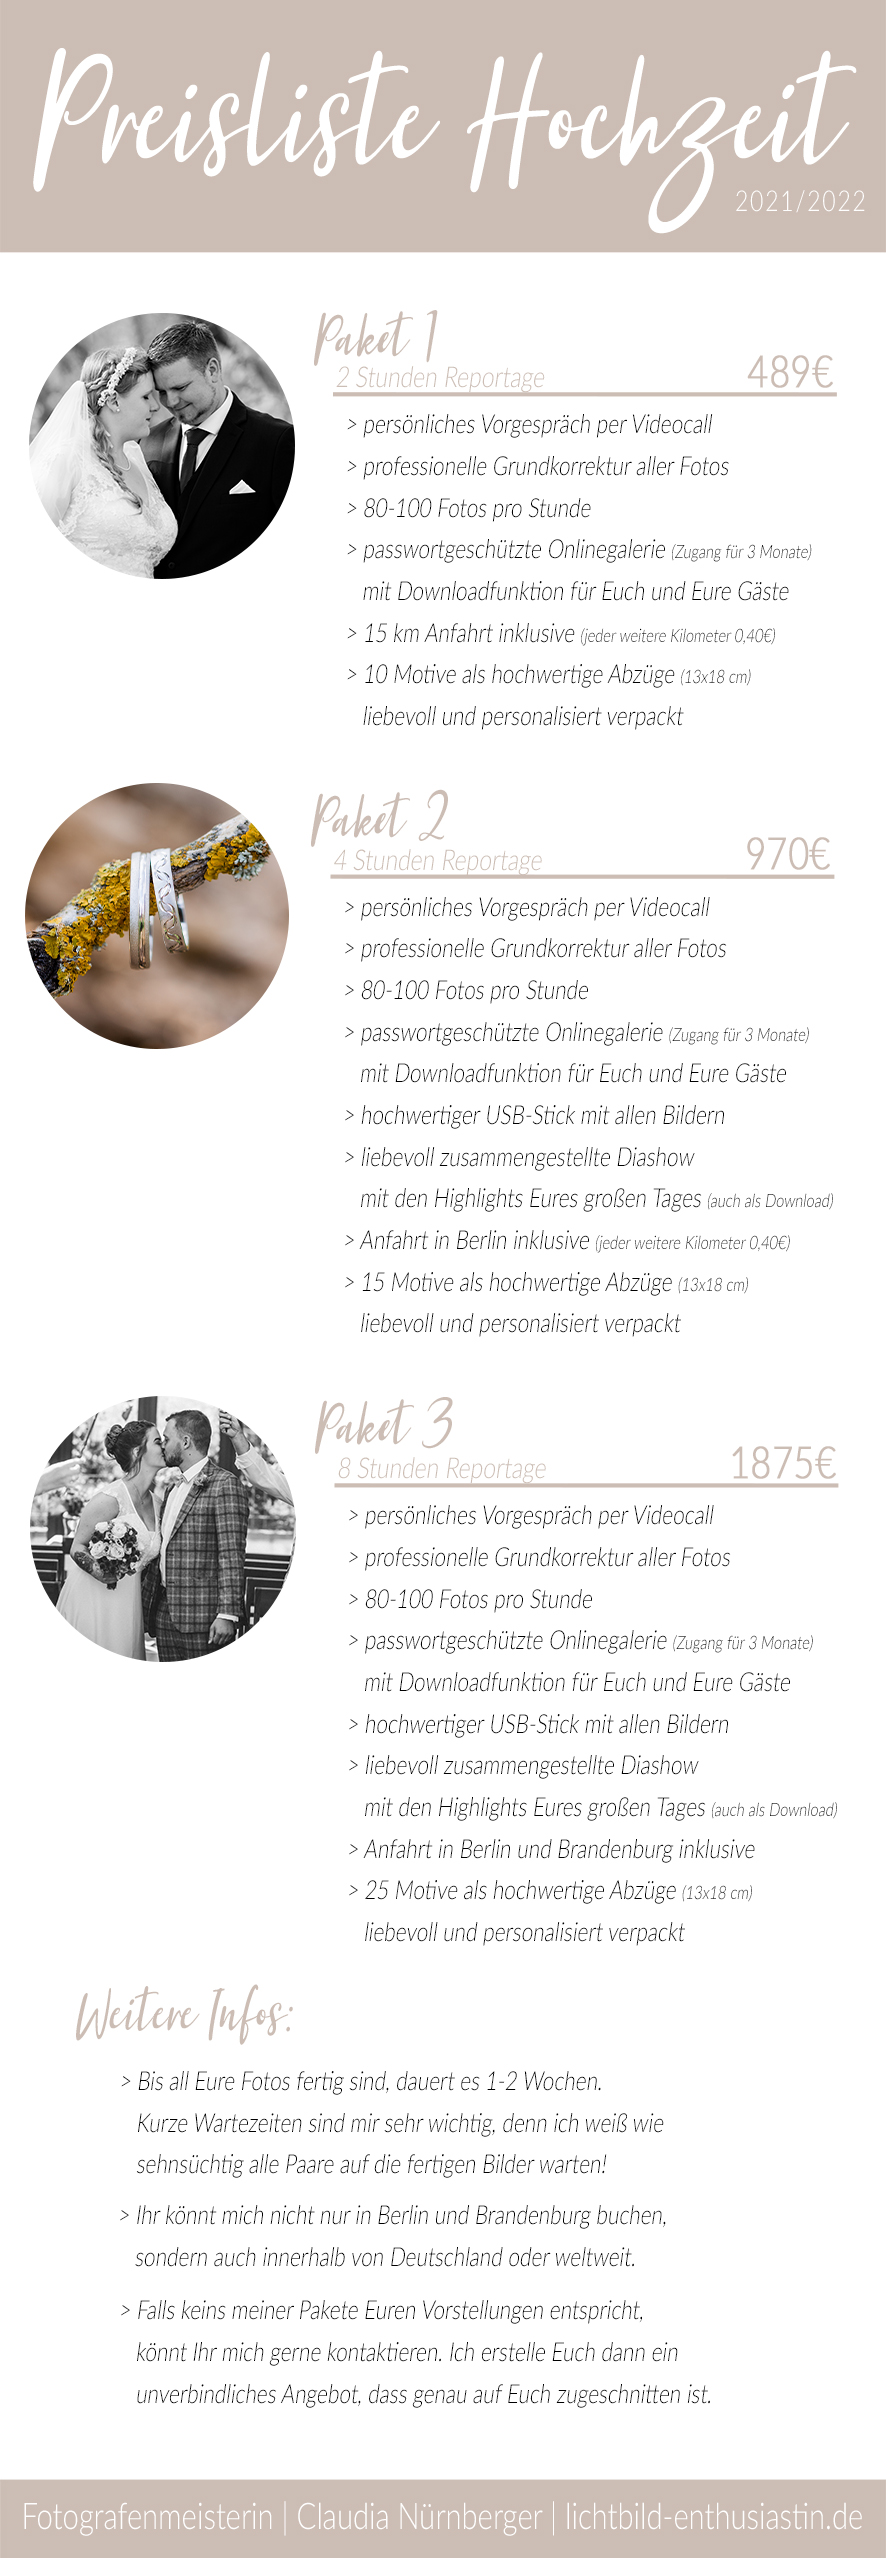 Preisliste Hochzeit
2021/2022
Paket 1
2 Stunden Reportage 489€
> persönliches Vorgespräch per Videocall
> professionelle Grundkorrektur aller Fotos
> 80-100 Fotos pro Stunde
> passwortgeschützte Onlinegalerie (Zugang für 3 Monate)
mit Downloadfunktion für Euch und Eure Gäste
> 15 km Anfahrt inklusive (jeder weitere Kilometer 0,40€)
> 10 Motive als hochwertige Abzüge (13x18 cm)
liebevoll und personalisiert verpackt
Paket 2
4 Stunden Reportage 970€
> persönliches Vorgespräch per Videocall
> professionelle Grundkorrektur aller Fotos
> 80-100 Fotos pro Stunde
> passwortgeschützte Onlinegalerie (Zugang für 3 Monate)
mit Downloadfunktion für Euch und Eure Gäste
> hochwertiger USB-Stick mit allen Bildern
> liebevoll zusammengestellte Diashow
mit den Highlights Eures großen Tages (auch als Download)
> Anfahrt in Berlin inklusive (jeder weitere Kilometer 0,40€)
> 15 Motive als hochwertige Abzüge (13x18 cm)
liebevoll und personalisiert verpackt
Paket 3
8 Stunden Reportage 1875€
> persönliches Vorgespräch per Videocall
> professionelle Grundkorrektur aller Fotos
> 80-100 Fotos pro Stunde
> passwortgeschützte Onlinegalerie (Zugang für 3 Monate)
mit Downloadfunktion für Euch und Eure Gäste
> hochwertiger USB-Stick mit allen Bildern
> liebevoll zusammengestellte Diashow
mit den Highlights Eures großen Tages (auch als Download)
> Anfahrt in Berlin und Brandenburg inklusive
> 25 Motive als hochwertige Abzüge (13x18 cm)
liebevoll und personalisiert verpackt
Weitere Infos:
> Bis all Eure Fotos fertig sind, dauert es 1-2 Wochen.
Kurze Wartezeiten sind mir sehr wichtig, denn ich weiß wie
sehnsüchtig alle Paare auf die fertigen Bilder warten!
> Ihr könnt mich nicht nur in Berlin und Brandenburg buchen,
sondern auch innerhalb von Deutschland oder weltweit.
> Falls keins meiner Pakete Euren Vorstellungen entspricht,
könnt Ihr mich gerne kontaktieren. Ich erstelle Euch dann ein
unverbindliches Angebot, dass genau auf Euch zugeschnitten ist.
Fotografenmeisterin | Claudia Nürnberger | lichtbild-enthusiastin.de